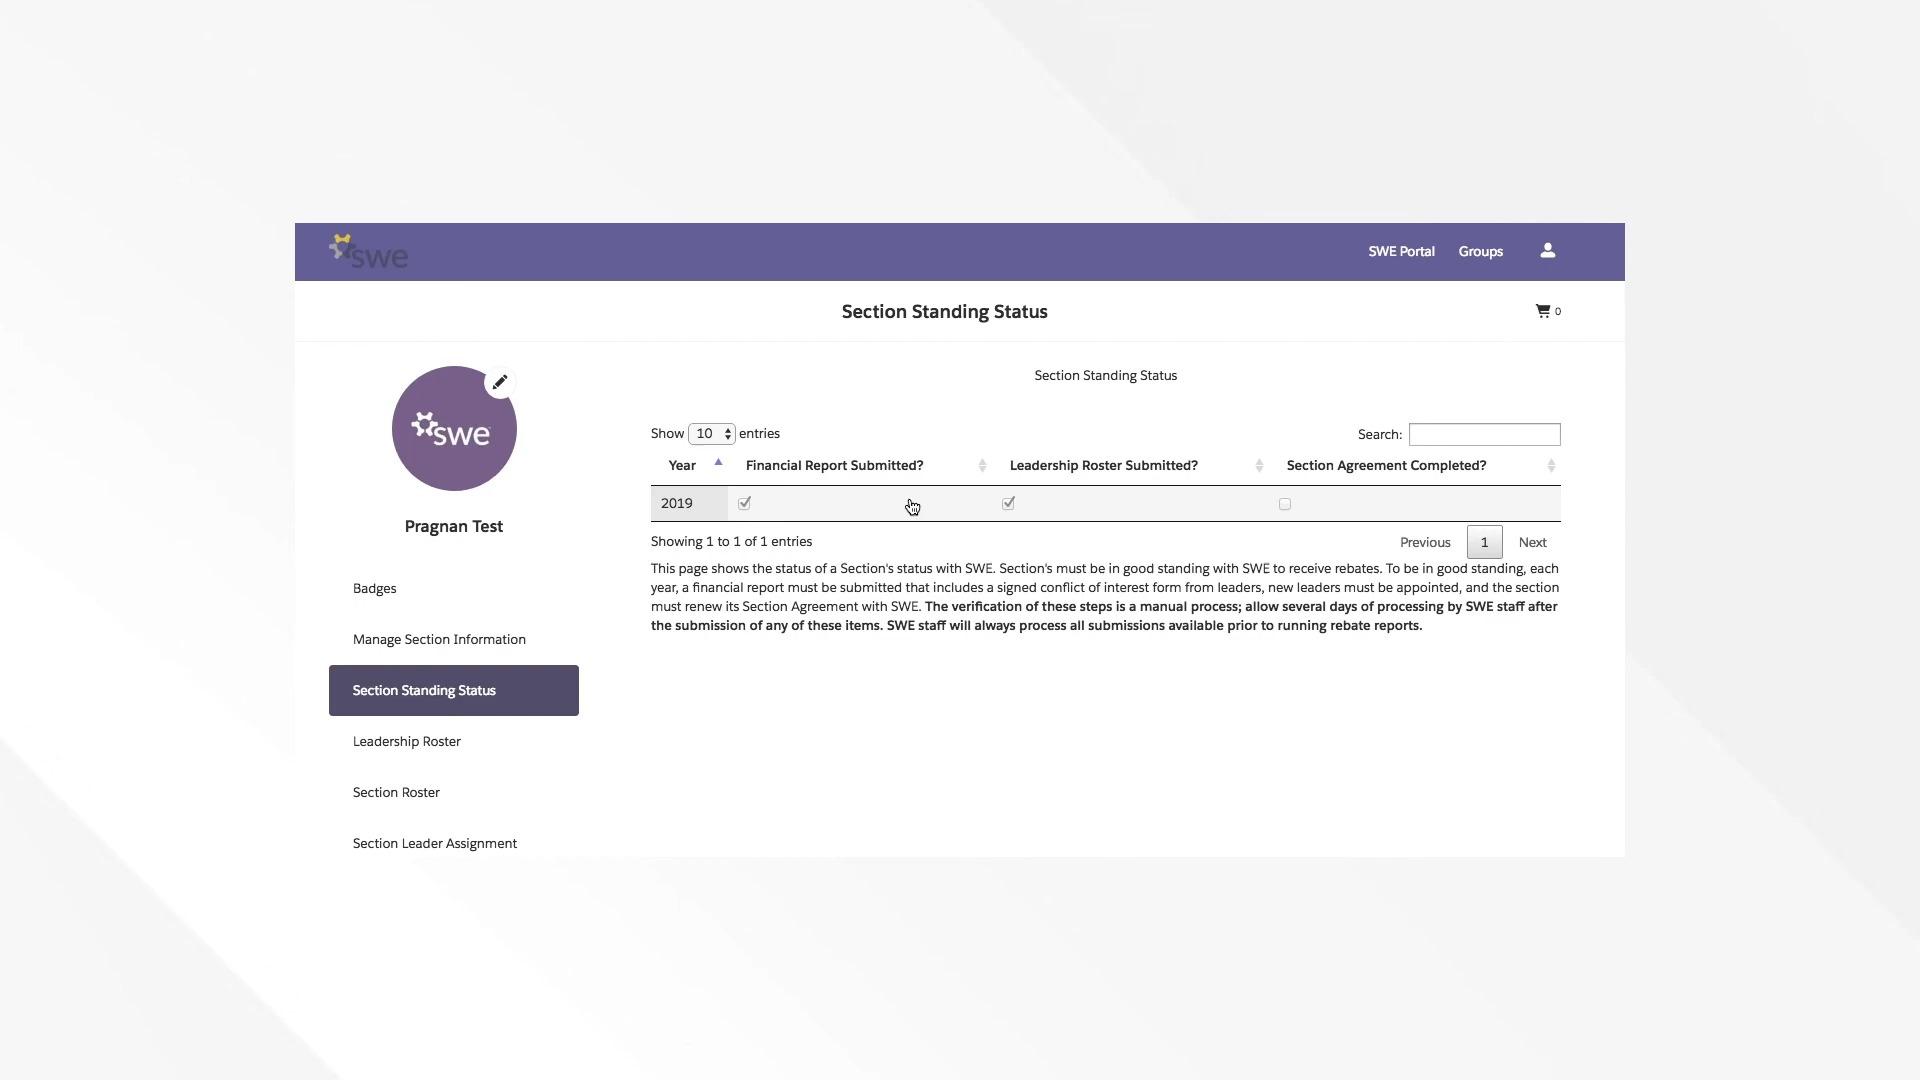 swe
SWE Portal Groups
Section Standing Status
0
swe
Pragnan Test
Badges
Manage Section Information
Section Standing Status
Leadership Roster
Section Roster
Section Leader Assignment
Section Standing Status
Show 10 entries
Search:
Year Financial Report Submitted? Leadership Roster Submitted? Section Agreement Completed?
2019
Showing 1 to 1 of 1 entries
Previous 1 Next
This page shows the status of a Section's status with SWE. Section's must be in good standing with SWE to receive rebates. To be in good standing, each
year, a financial report must be submitted that includes a signed conflict of interest form from leaders, new leaders must be appointed, and the section
must renew its Section Agreement with SWE. The verification of these steps is a manual process; allow several days of processing by SWE staff after
the submission of any of these items. SWE staff will always process all submissions available prior to running rebate reports.